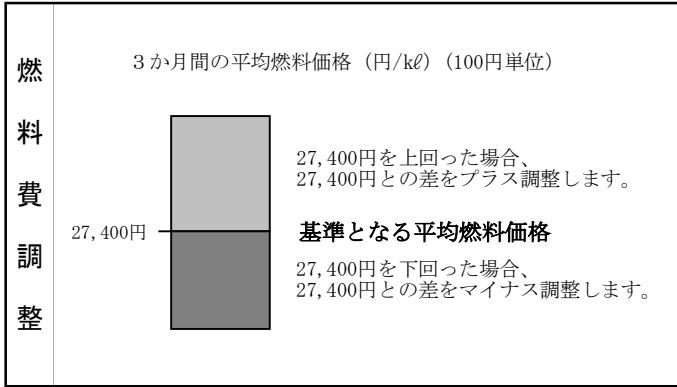 燃料費調整
3か月間の平均燃料価格（円/kℓ）（100円単位）
27,400円を上回った場合、
27,400円との差をプラス調整します。
27,400円
基準となる平均燃料価格
27,400円を下回った場合、
27,400円との差をマイナス調整します。